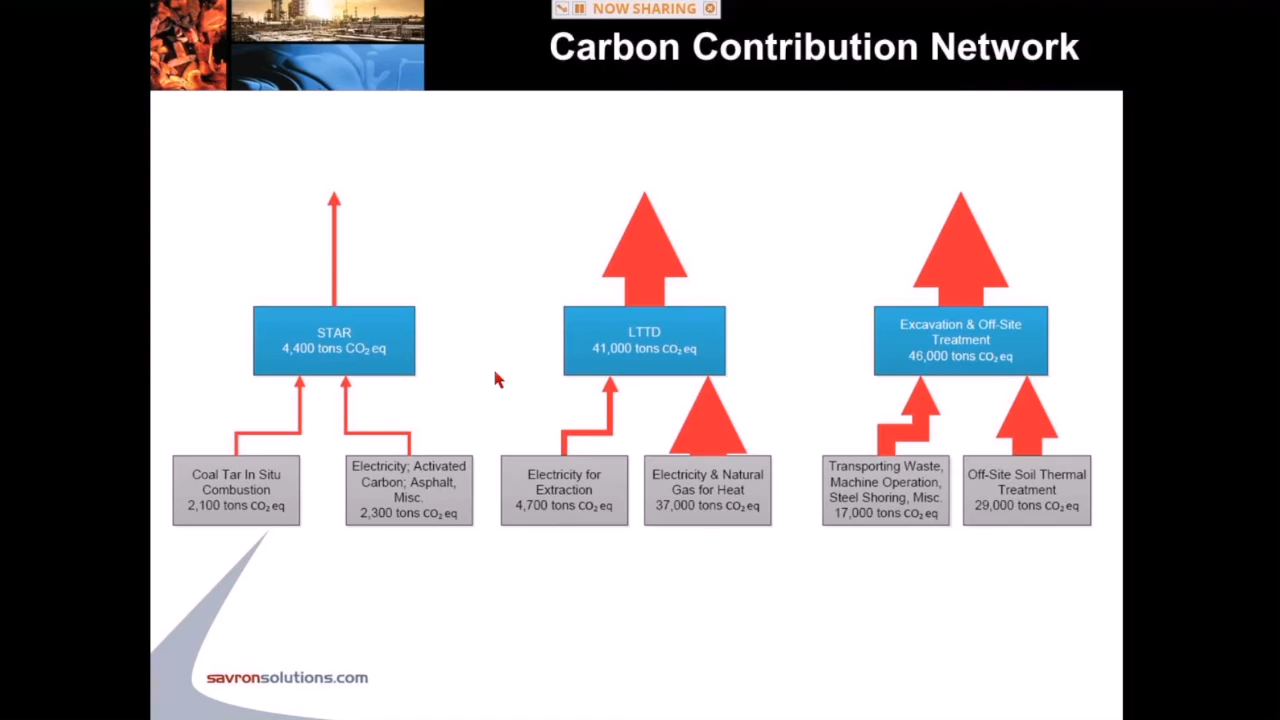 NOW SHARING
Carbon Contribution Network
STAR
4,400 tons CO₂ eq
LTTD
41,000 tons CO₂ eq
Excavation & Off-Site
Treatment
46,000 tons CO₂ eq
Coal Tar In Situ
Combustion
2,100 tons CO₂ eq
Electricity; Activated
Carbon; Asphalt,
Misc.
2,300 tons CO₂ eq
Electricity for
Extraction
4,700 tons CO₂ eq
Electricity & Natural
Gas for Heat
37,000 tons CO₂ eq
Transporting Waste,
Machine Operation,
Steel Shoring, Misc.
17,000 tons CO₂ eq
Off-Site Soil Thermal
Treatment
29,000 tons CO₂ eq
savronsolutions.com